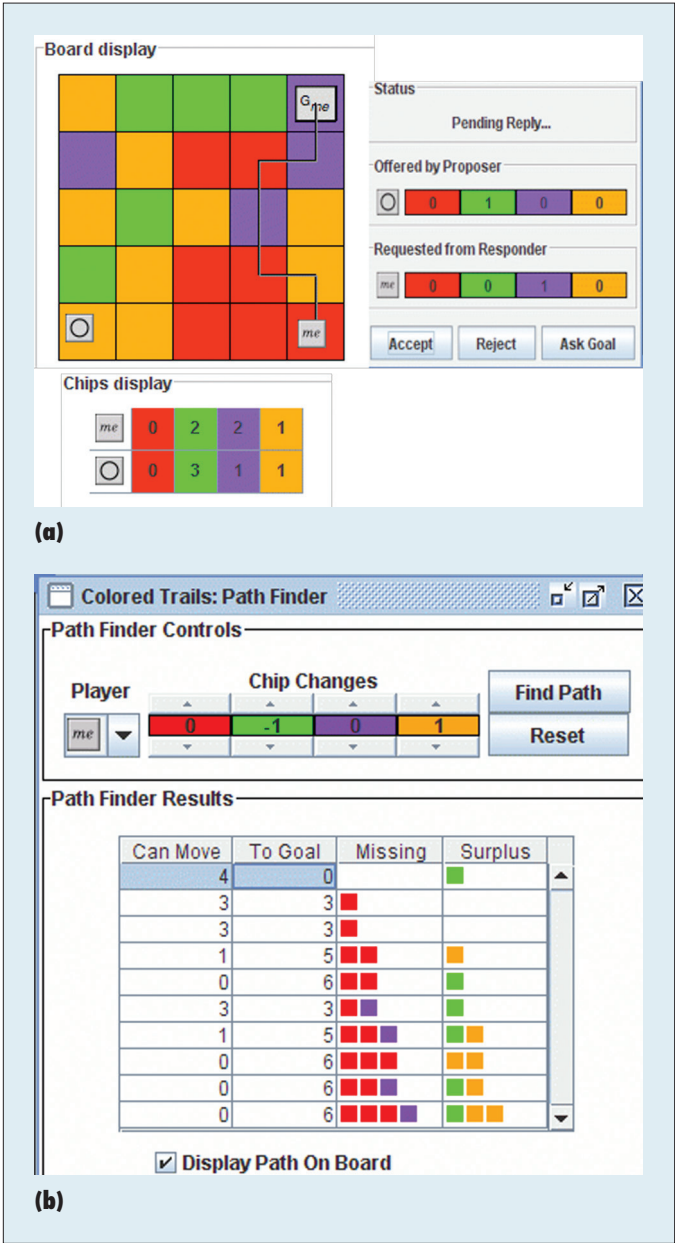 Board display
G me
me
Status
Pending Reply...
Offered by Proposer
0 1 0 0
Requested from Responder
me 0 0 1 0
Accept Reject Ask Goal
Chips display
me 0 2 2 1
0 3 1 1
(a)
Colored Trails: Path Finder
Path Finder Controls
Player Chip Changes Find Path
me 0 -1 0 1 Reset
Path Finder Results
Can Move To Goal Missing Surplus
4 0
3 3
3 3
1 5
0 6
3 3
1 5
0 6
0 6
0 6
Display Path On Board
(b)